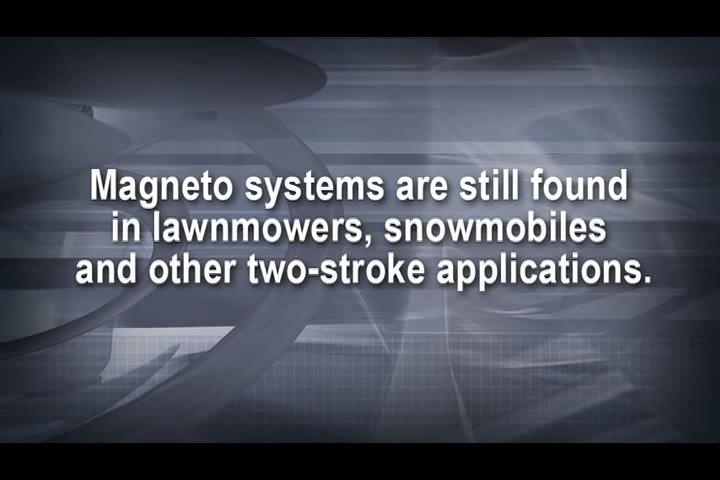 Magneto systems are still found
in lawnmowers, snowmobiles
and other two-stroke applications.